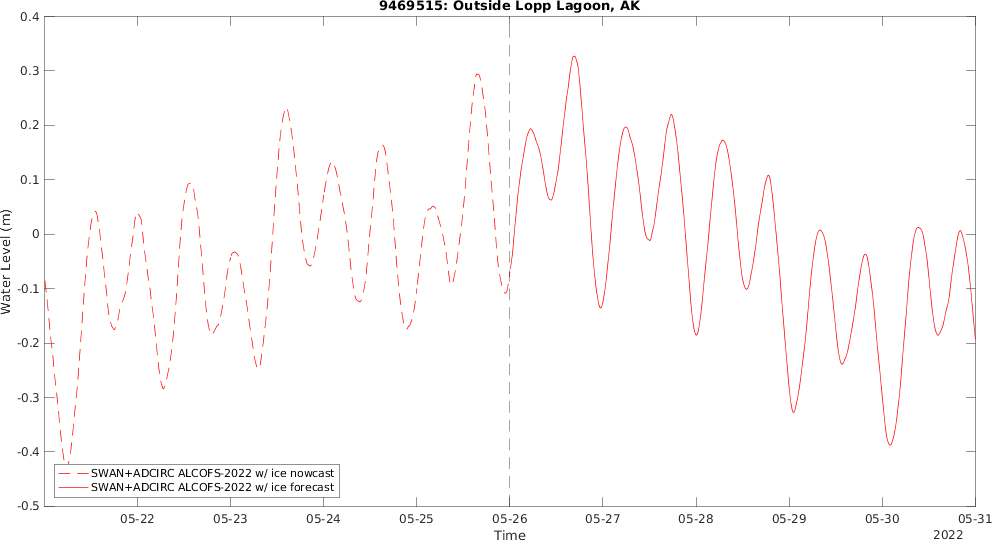 9469515: Outside Lopp Lagoon, AK
0.4
0.3
0.2
0.1
0
-0.1
-0.2
-0.3
-0.4
-0.5
Water Level (m)
SWAN+ADCIRC ALCOFS-2022 w/ ice nowcast
SWAN+ADCIRC ALCOFS-2022 w/ ice forecast
05-22 05-23 05-24 05-25 05-26 05-27 05-28 05-29 05-30 05-31
Time
2022